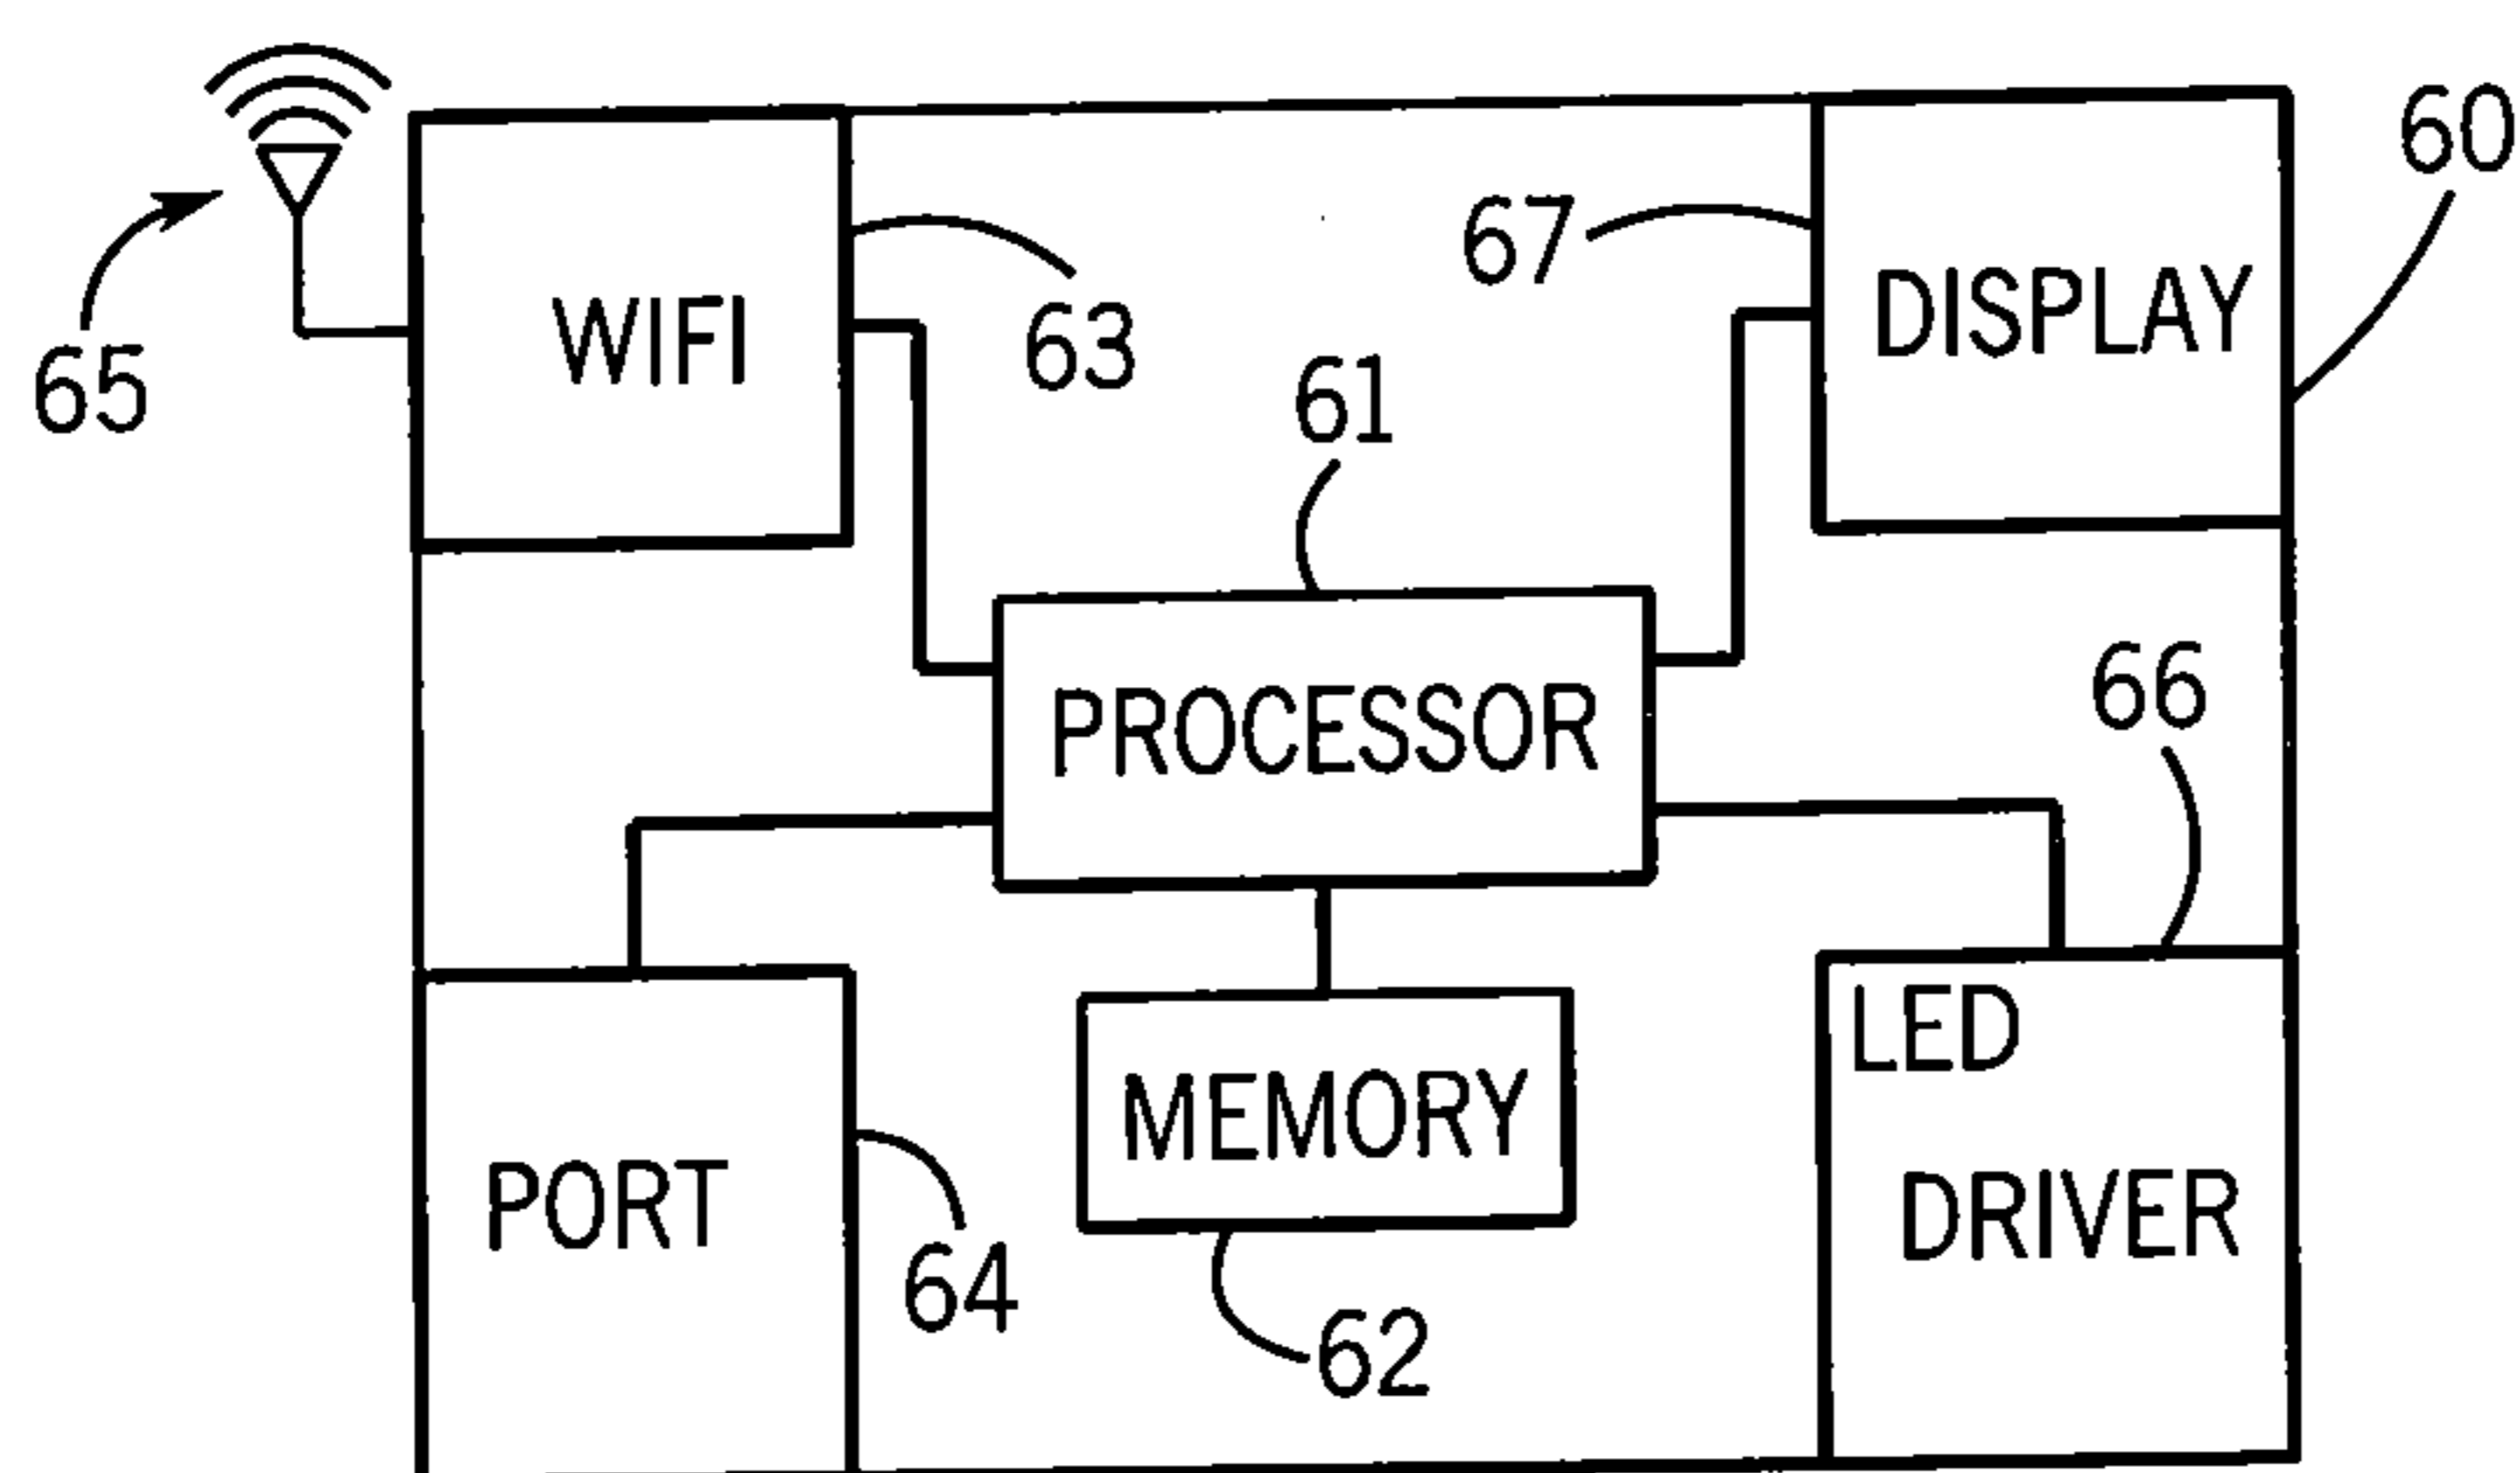 60
67
DISPLAY
WIFI
63
65
61
66
PROCESSOR
LED
MEMORY
PORT
DRIVER
64
62